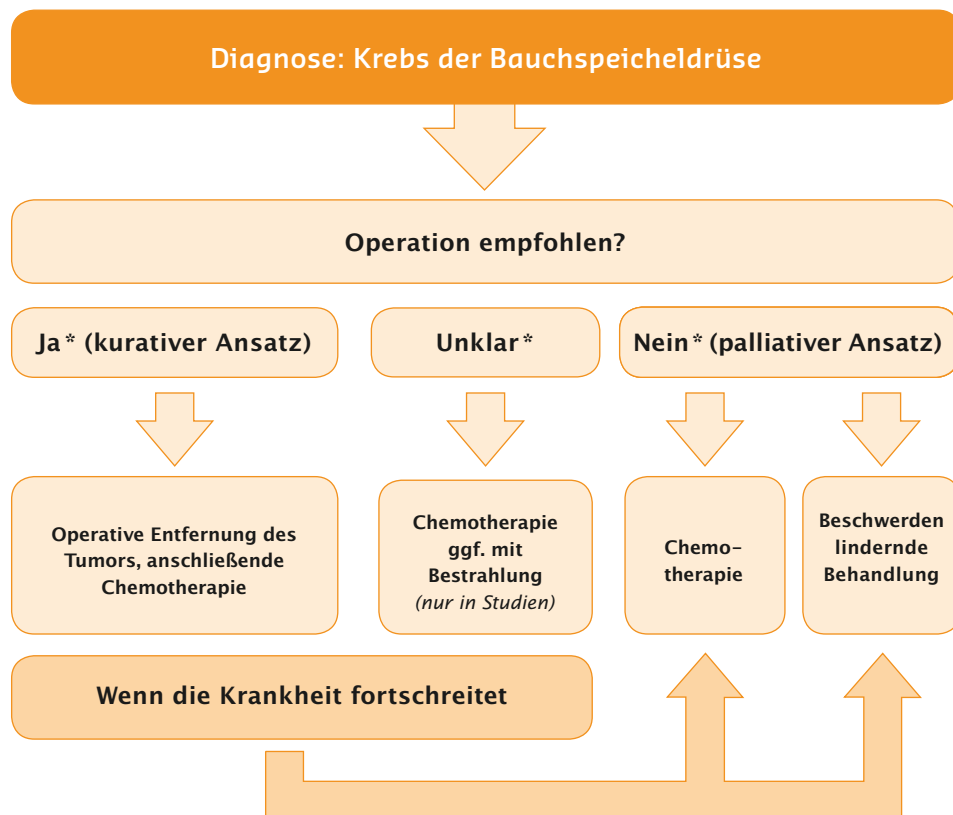 Diagnose: Krebs der Bauchspeicheldrüse
Operation empfohlen?
Ja* (kurativer Ansatz)
Unklar*
Nein* (palliativer Ansatz)
Operative Entfernung des
Tumors, anschließende
Chemotherapie
Chemotherapie
ggf. mit
Bestrahlung
(nur in Studien)
Chemo-
therapie
Beschwerden
lindernde
Behandlung
Wenn die Krankheit fortschreitet